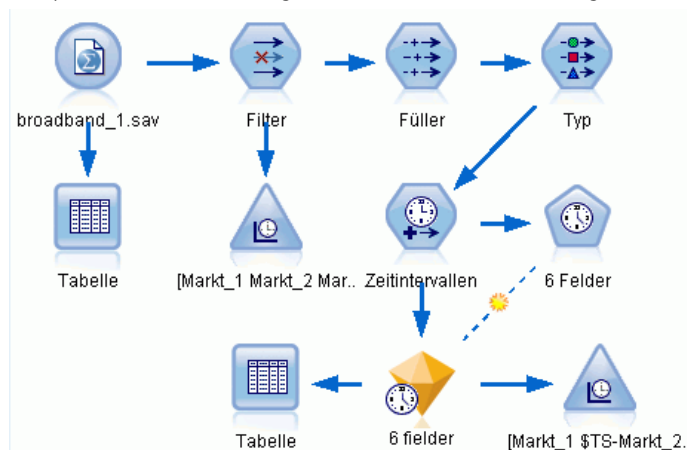 broadband_1.sav
Filter
Füller
Typ
Tabelle
[Markt_1 Markt_2 Mar..
Zeitintervallen
6 Felder
Tabelle
6 fielder
[Markt_1 $TS-Markt_2.